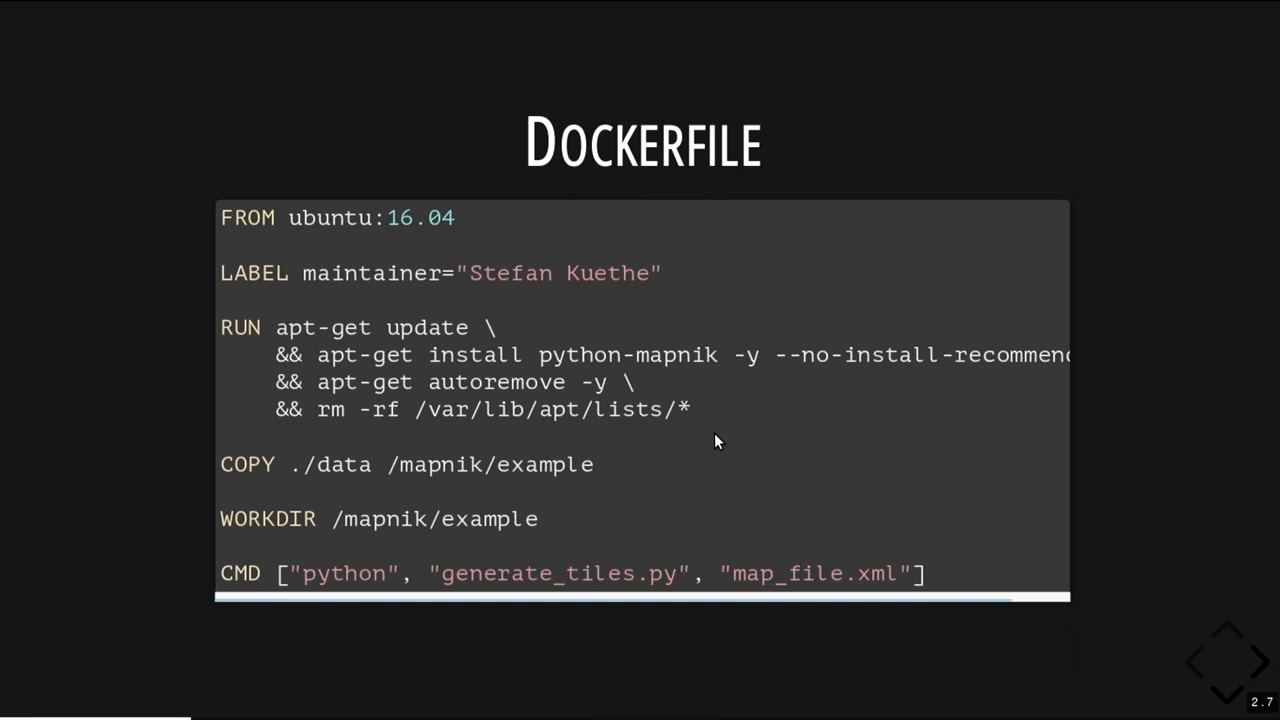 DOCKERFILE
FROM ubuntu:16.04
LABEL maintainer="Stefan Kuethe"
RUN apt-get update \
    && apt-get install python-mapnik -y --no-install-recommend
    && apt-get autoremove -y \
    && rm -rf /var/lib/apt/lists/*
COPY ./data /mapnik/example
WORKDIR /mapnik/example
CMD ["python", "generate_tiles.py", "map_file.xml"]
2.7